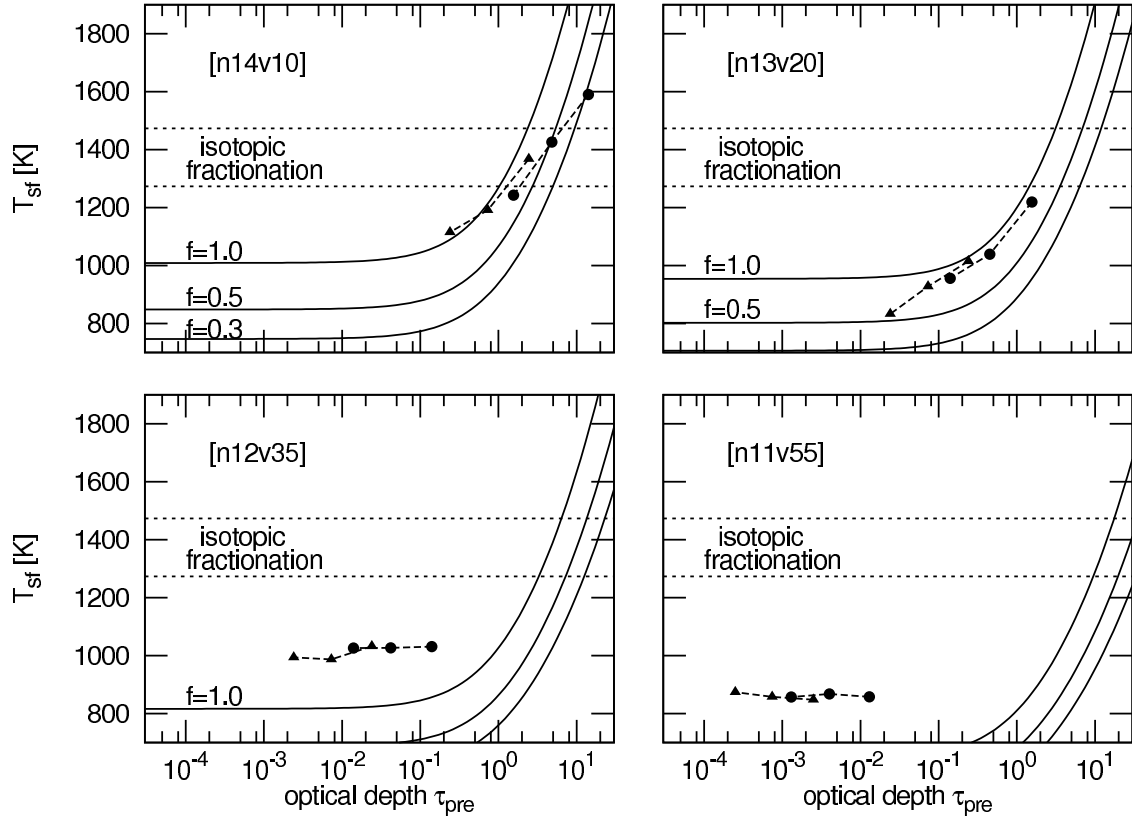 [n14v10]
[n13v20]
1800
1600
1400
1200
1000
800
T_sf [K]
isotopic
fractionation
f=1.0
f=0.5
f=0.3
isotopic
fractionation
f=1.0
f=0.5
[n12v35]
[n11v55]
1800
1600
1400
1200
1000
800
T_sf [K]
isotopic
fractionation
f=1.0
isotopic
fractionation
10^-4 10^-3 10^-2 10^-1 10^0 10^1
10^-4 10^-3 10^-2 10^-1 10^0 10^1
optical depth τ_pre
optical depth τ_pre